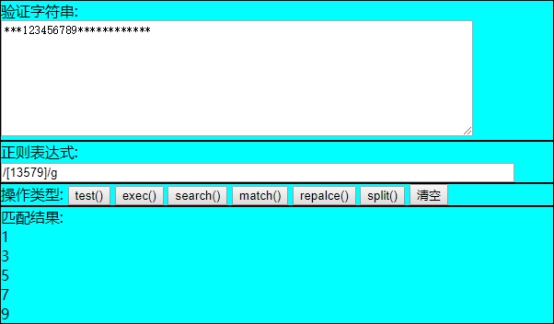 验证字符串:
***123456789************
正则表达式:
/[13579]/g
操作类型: test() exec() search() match() repalce() split() 清空
匹配结果:
1
3
5
7
9